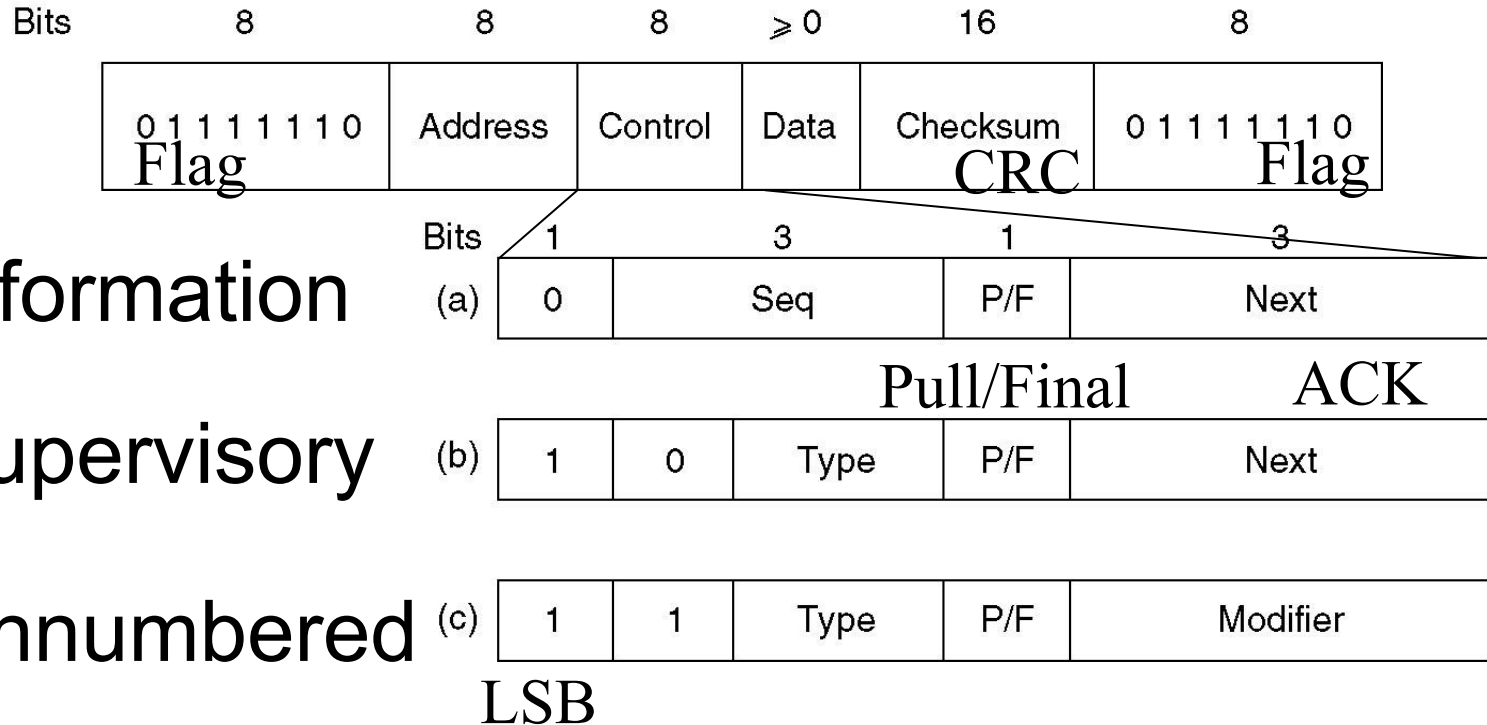 Bits 8 8 8 ⩾ 0 16 8
0 1 1 1 1 1 1 0 Address Control Data Checksum 0 1 1 1 1 1 1 0
Flag CRC Flag
Bits 1 3 1 3
formation (a) 0 Seq P/F Next
Pull/Final ACK
upervisory (b) 1 0 Type P/F Next
nnumbered (c) 1 1 Type P/F Modifier
LSB